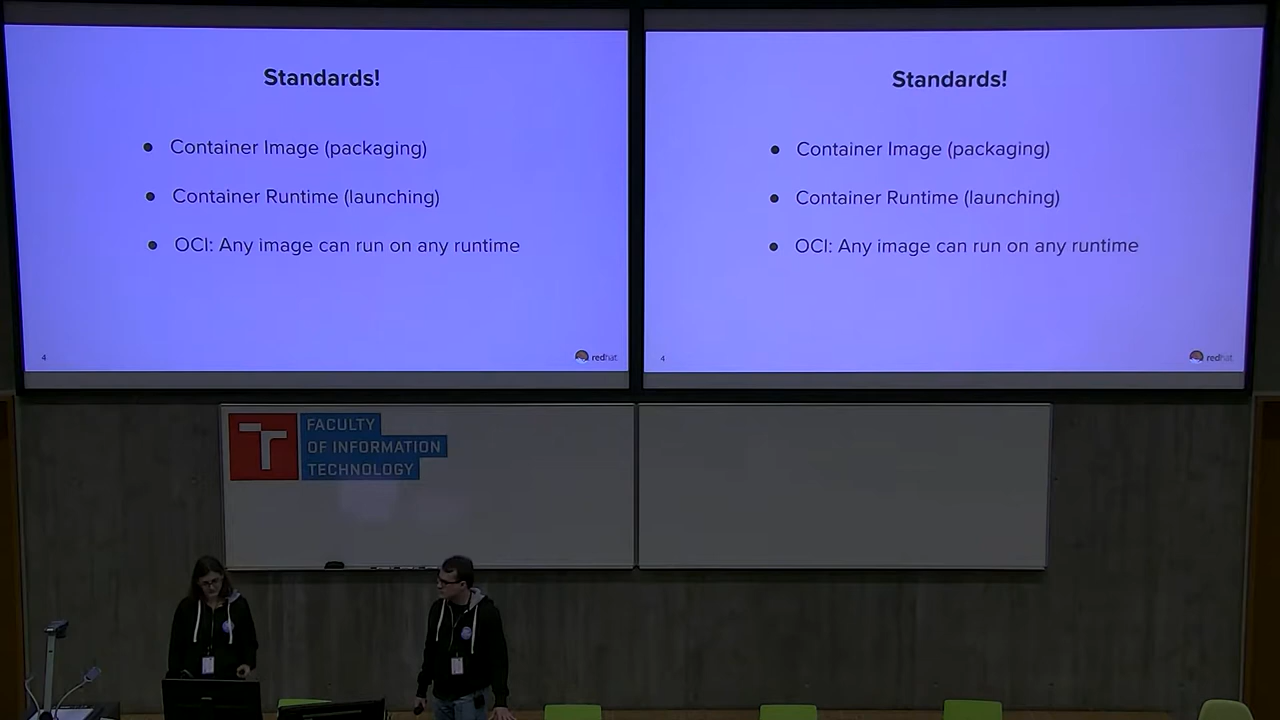 Standards!
● Container Image (packaging)
● Container Runtime (launching)
● OCI: Any image can run on any runtime
4
redhat
Standards!
● Container Image (packaging)
● Container Runtime (launching)
● OCI: Any image can run on any runtime
4
redhat
FACULTY
OF INFORMATION
TECHNOLOGY